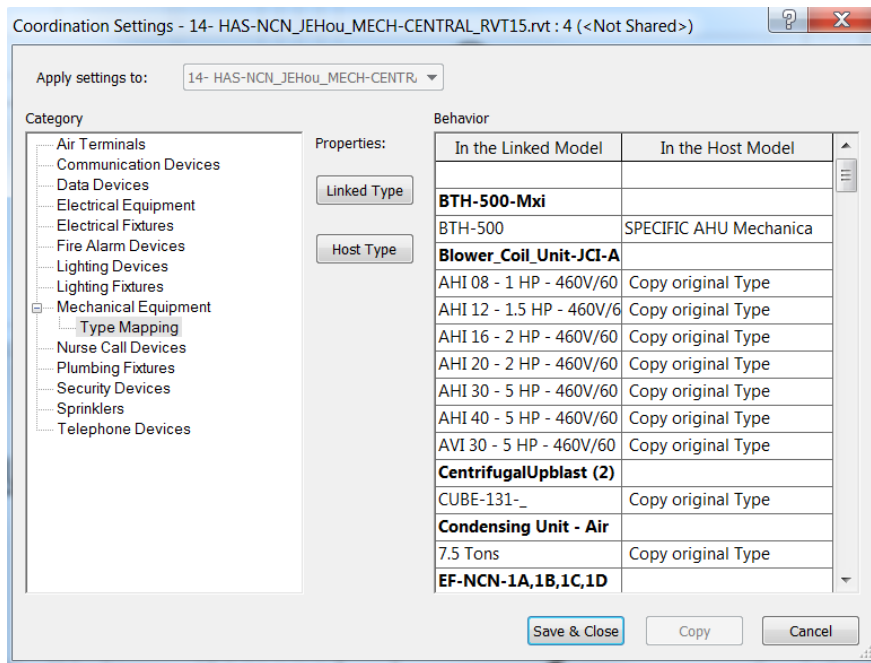 Coordination Settings - 14- HAS-NCN_JEHou_MECH-CENTRAL_RVT15.rvt : 4 (<Not Shared>)
Apply settings to:
14- HAS-NCN_JEHou_MECH-CENTR
Category
Air Terminals
Communication Devices
Data Devices
Electrical Equipment
Electrical Fixtures
Fire Alarm Devices
Lighting Devices
Lighting Fixtures
Mechanical Equipment
Type Mapping
Nurse Call Devices
Plumbing Fixtures
Security Devices
Sprinklers
Telephone Devices
Properties:
Linked Type
Host Type
Behavior
In the Linked Model In the Host Model
BTH-500-Mxi
BTH-500 SPECIFIC AHU Mechanica
Blower_Coil_Unit-JCI-A
AHI 08 - 1 HP - 460V/60 Copy original Type
AHI 12 - 1.5 HP - 460V/6 Copy original Type
AHI 16 - 2 HP - 460V/60 Copy original Type
AHI 20 - 2 HP - 460V/60 Copy original Type
AHI 30 - 5 HP - 460V/60 Copy original Type
AHI 40 - 5 HP - 460V/60 Copy original Type
AVI 30 - 5 HP - 460V/60 Copy original Type
CentrifugalUpblast (2)
CUBE-131-_ Copy original Type
Condensing Unit - Air
7.5 Tons Copy original Type
EF-NCN-1A,1B,1C,1D
Save & Close
Copy
Cancel